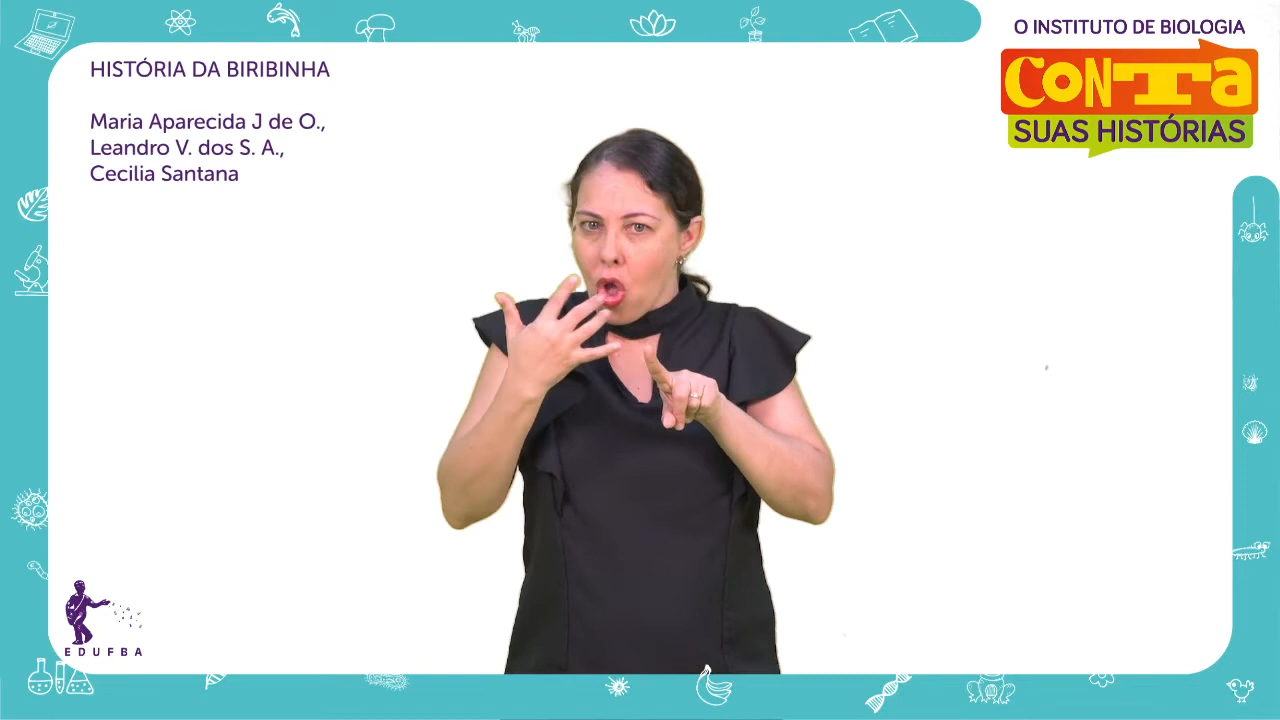 HISTÓRIA DA BIRIBINHA
Maria Aparecida J de O.,
Leandro V. dos S. A.,
Cecilia Santana
O INSTITUTO DE BIOLOGIA
CONTA
SUAS HISTÓRIAS
EDUFBA